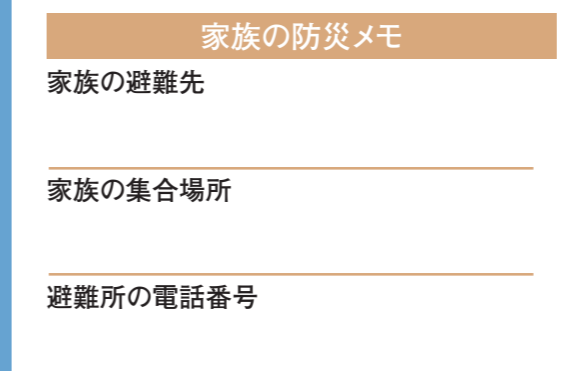 家族の防災メモ
家族の避難先
家族の集合場所
避難所の電話番号